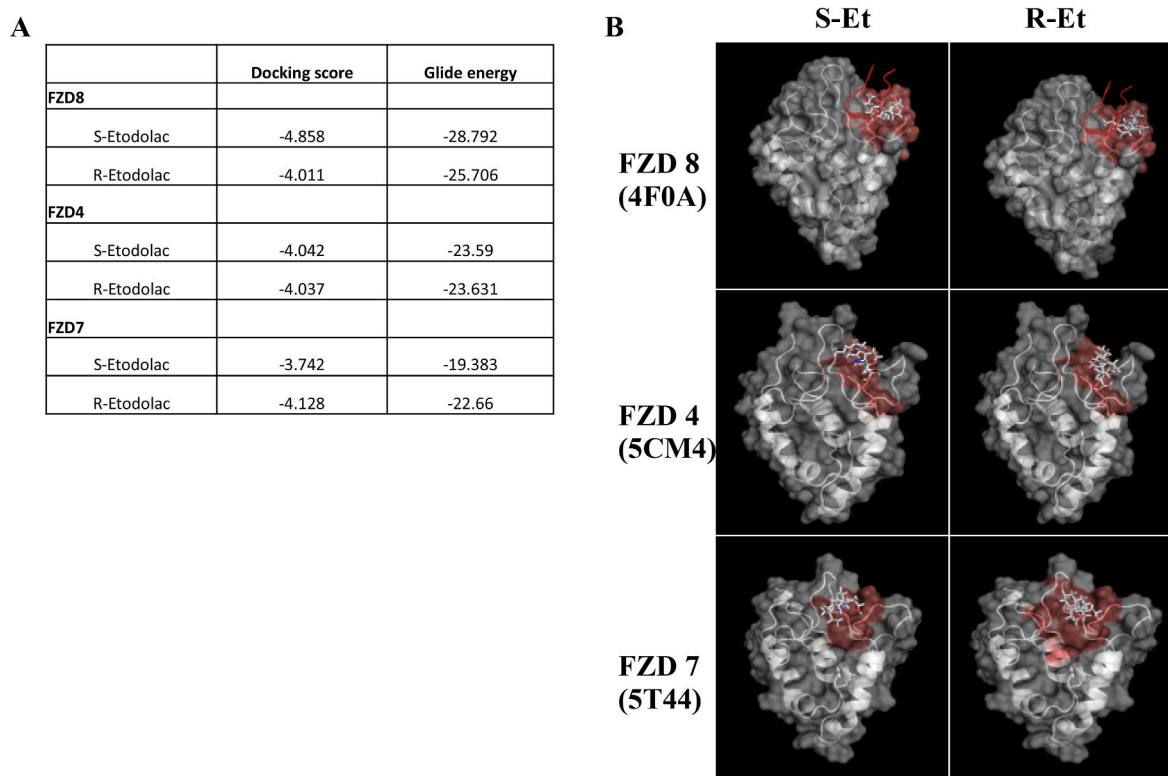 A
Docking score Glide energy
FZD8
S-Etodolac -4.858 -28.792
R-Etodolac -4.011 -25.706
FZD4
S-Etodolac -4.042 -23.59
R-Etodolac -4.037 -23.631
FZD7
S-Etodolac -3.742 -19.383
R-Etodolac -4.128 -22.66
B
S-Et R-Et
FZD 8
(4F0A)
FZD 4
(5CM4)
FZD 7
(5T44)